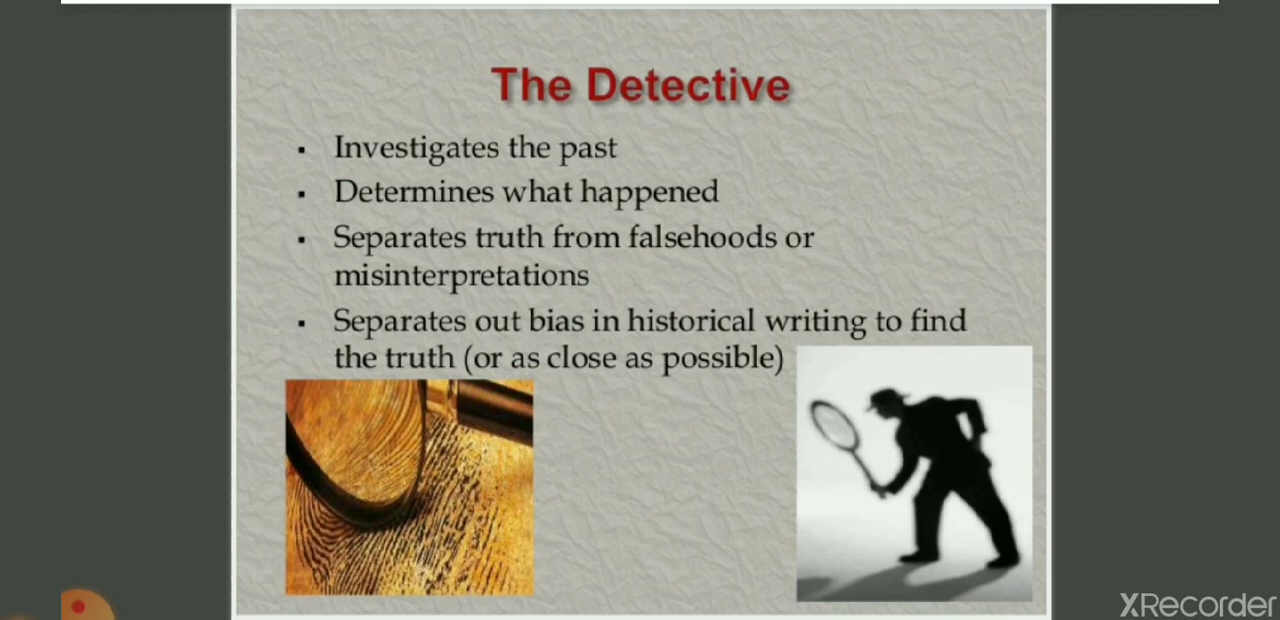 The Detective
▪ Investigates the past
▪ Determines what happened
▪ Separates truth from falsehoods or
misinterpretations
▪ Separates out bias in historical writing to find
the truth (or as close as possible)
XRecorder